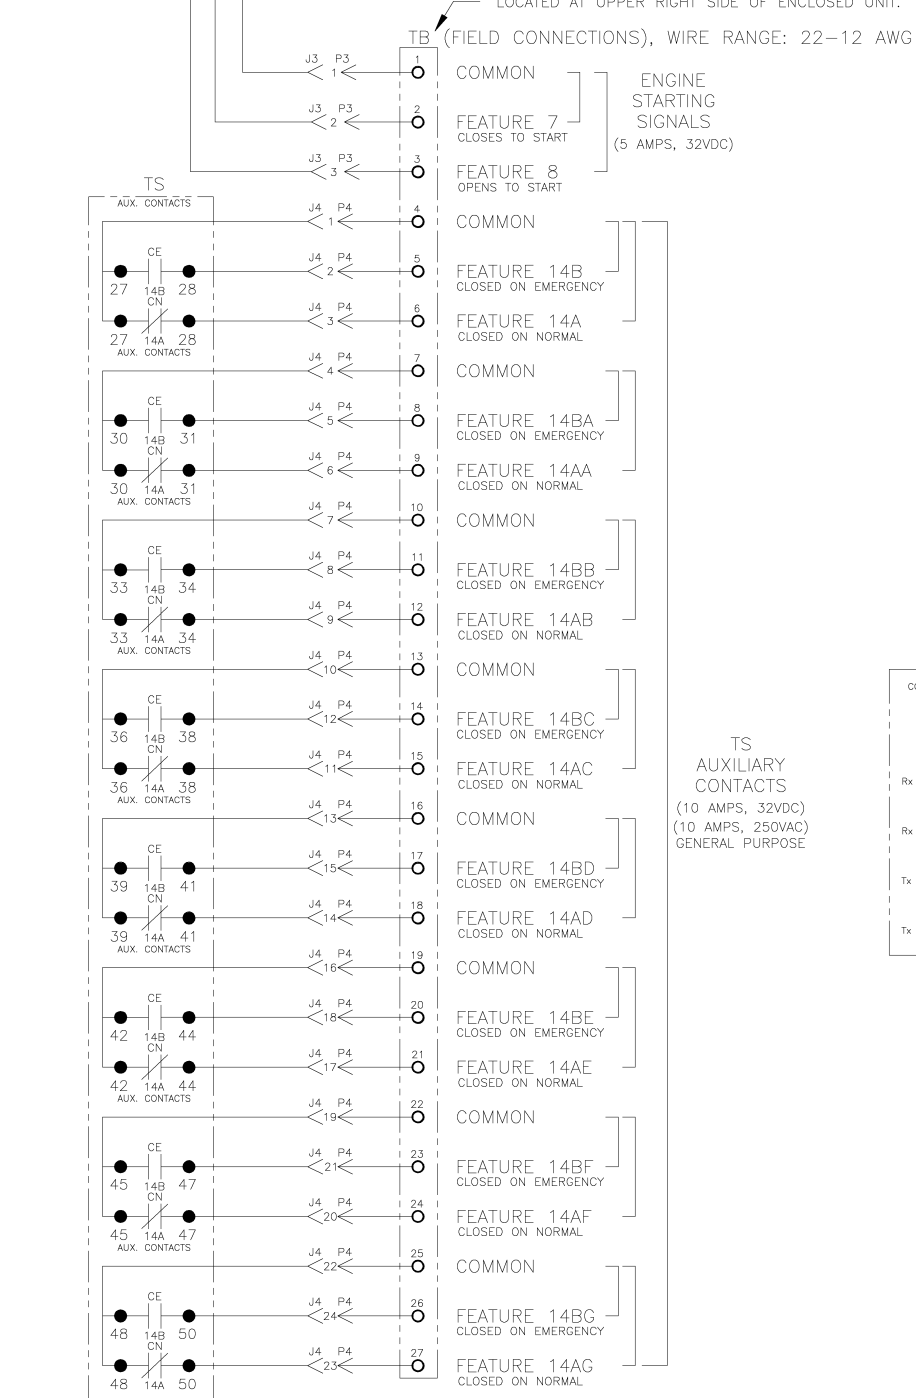 LOCATED AT UPPER RIGHT SIDE OF ENCLOSED UNIT.
TB (FIELD CONNECTIONS), WIRE RANGE: 22-12 AWG
J3 P3 1 1 COMMON
ENGINE
STARTING
SIGNALS
(5 AMPS, 32VDC)
J3 P3 2 2 FEATURE 7
CLOSES TO START
J3 P3 3 3 FEATURE 8
OPENS TO START
TS
AUX. CONTACTS
J4 P4 1 4 COMMON
CE
27 14B 28 J4 P4 2 5 FEATURE 14B
CLOSED ON EMERGENCY
CN
27 14A 28 J4 P4 3 6 FEATURE 14A
CLOSED ON NORMAL
AUX. CONTACTS
J4 P4 4 7 COMMON
CE
30 14B 31 J4 P4 5 8 FEATURE 14BA
CLOSED ON EMERGENCY
CN
30 14A 31 J4 P4 6 9 FEATURE 14AA
CLOSED ON NORMAL
AUX. CONTACTS
J4 P4 7 10 COMMON
CE
33 14B 34 J4 P4 8 11 FEATURE 14BB
CLOSED ON EMERGENCY
CN
33 14A 34 J4 P4 9 12 FEATURE 14AB
CLOSED ON NORMAL
AUX. CONTACTS
J4 P4 10 13 COMMON
CE
36 14B 38 J4 P4 12 14 FEATURE 14BC
CLOSED ON EMERGENCY
CN
36 14A 38 J4 P4 11 15 FEATURE 14AC
CLOSED ON NORMAL
AUX. CONTACTS
TS
AUXILIARY
CONTACTS
(10 AMPS, 32VDC)
(10 AMPS, 250VAC)
GENERAL PURPOSE
J4 P4 13 16 COMMON
CE
39 14B 41 J4 P4 15 17 FEATURE 14BD
CLOSED ON EMERGENCY
CN
39 14A 41 J4 P4 14 18 FEATURE 14AD
CLOSED ON NORMAL
AUX. CONTACTS
J4 P4 16 19 COMMON
CE
42 14B 44 J4 P4 18 20 FEATURE 14BE
CLOSED ON EMERGENCY
CN
42 14A 44 J4 P4 17 21 FEATURE 14AE
CLOSED ON NORMAL
AUX. CONTACTS
J4 P4 19 22 COMMON
CE
45 14B 47 J4 P4 21 23 FEATURE 14BF
CLOSED ON EMERGENCY
CN
45 14A 47 J4 P4 20 24 FEATURE 14AF
CLOSED ON NORMAL
AUX. CONTACTS
J4 P4 22 25 COMMON
CE
48 14B 50 J4 P4 24 26 FEATURE 14BG
CLOSED ON EMERGENCY
CN
48 14A 50 J4 P4 23 27 FEATURE 14AG
CLOSED ON NORMAL
Rx
Rx
Tx
Tx